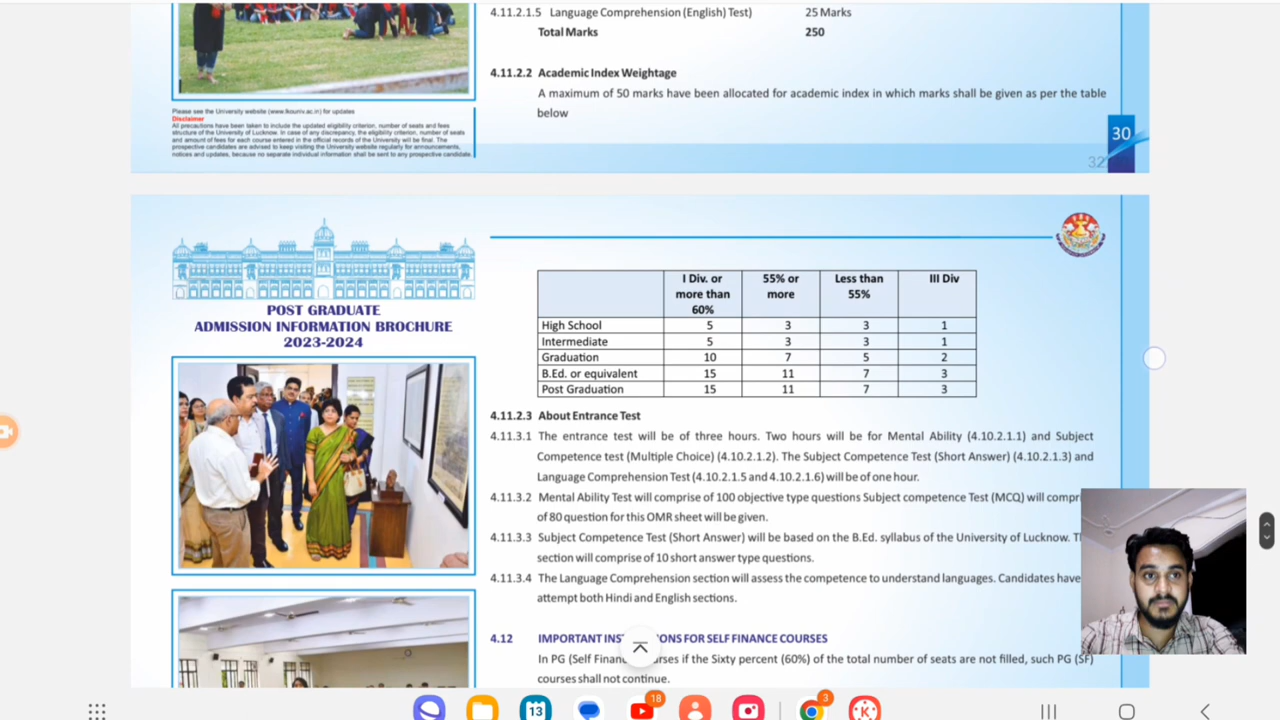 4.11.2.1.5 Language Comprehension (English) Test) 25 Marks
Total Marks 250
4.11.2.2 Academic Index Weightage
A maximum of 50 marks have been allocated for academic index in which marks shall be given as per the table
below
Please see the University website (www.lkouniv.ac.in) for updates
Disclaimer
All precautions have been taken to include the updated eligibility criterion, number of seats and fees
structure of the University of Lucknow. In case of any discrepancy, the eligibility criterion, number of seats
and amount of fees for each course entered in the official records of the University will be final. The
prospective candidates are advised to keep visiting the University website regularly for announcements,
notices and updates, because no separate individual information shall be sent to any prospective candidate.
30
32
POST GRADUATE
ADMISSION INFORMATION BROCHURE
2023-2024
I Div. or more than 60% 55% or more Less than 55% III Div
High School 5 3 3 1
Intermediate 5 3 3 1
Graduation 10 7 5 2
B.Ed. or equivalent 15 11 7 3
Post Graduation 15 11 7 3
4.11.2.3 About Entrance Test
4.11.3.1 The entrance test will be of three hours. Two hours will be for Mental Ability (4.10.2.1.1) and Subject
Competence test (Multiple Choice) (4.10.2.1.2). The Subject Competence Test (Short Answer) (4.10.2.1.3) and
Language Comprehension Test (4.10.2.1.5 and 4.10.2.1.6) will be of one hour.
4.11.3.2 Mental Ability Test will comprise of 100 objective type questions Subject competence Test (MCQ) will compr
of 80 question for this OMR sheet will be given.
4.11.3.3 Subject Competence Test (Short Answer) will be based on the B.Ed. syllabus of the University of Lucknow. T
section will comprise of 10 short answer type questions.
4.11.3.4 The Language Comprehension section will assess the competence to understand languages. Candidates have
attempt both Hindi and English sections.
4.12 IMPORTANT INS ONS FOR SELF FINANCE COURSES
In PG (Self Finan rses if the Sixty percent (60%) of the total number of seats are not filled, such PG (SF)
courses shall not continue.
13
18
3